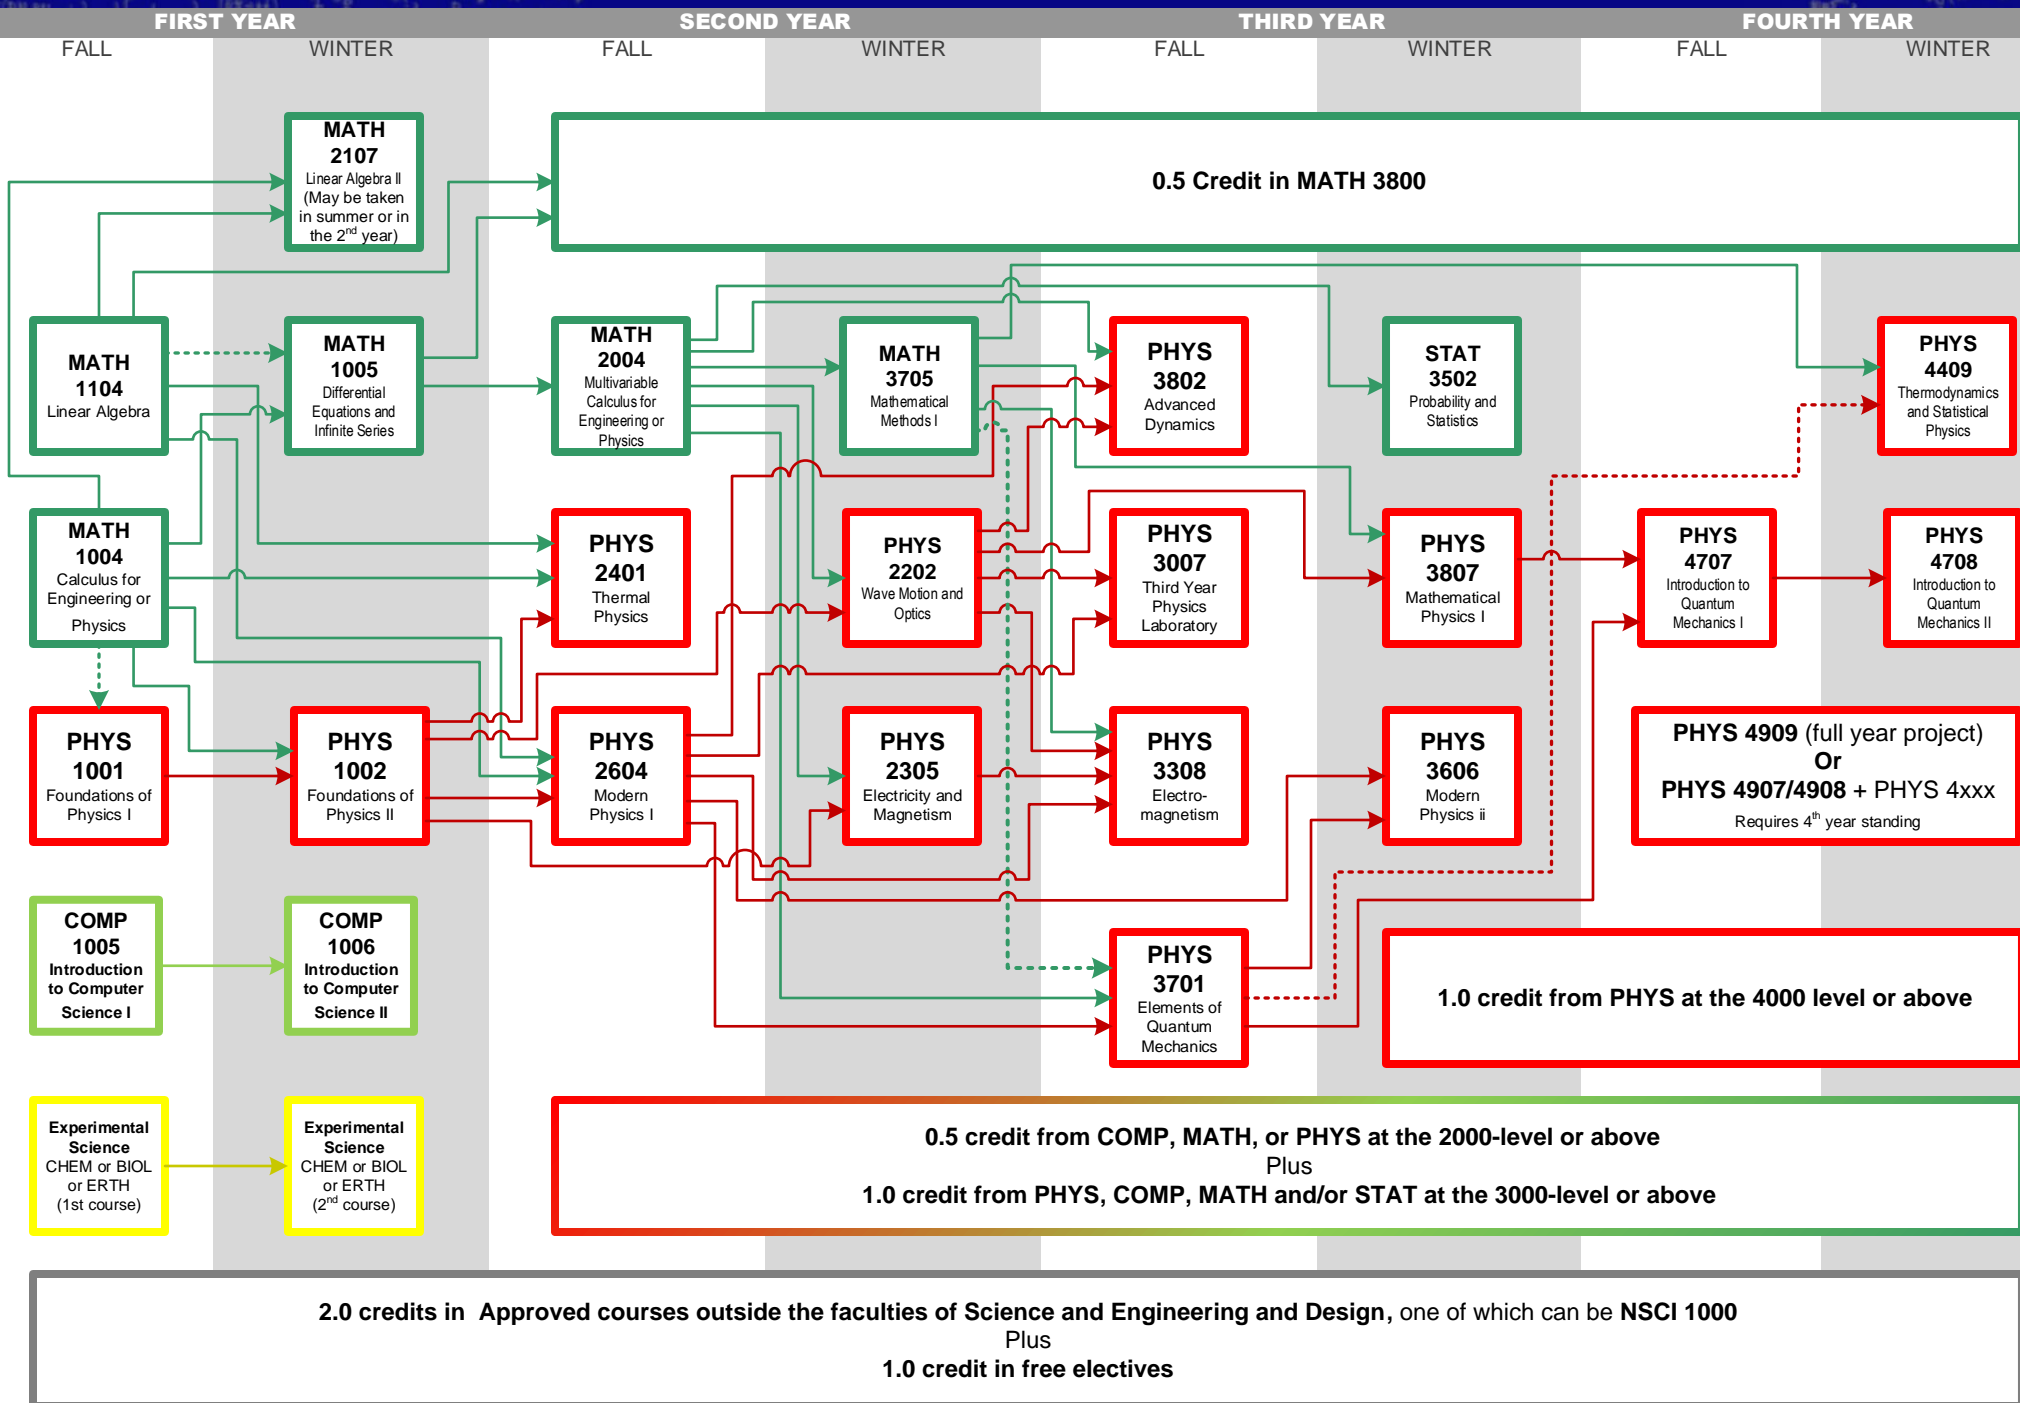 FIRST YEAR
SECOND YEAR
THIRD YEAR
FOURTH YEAR
FALL
WINTER
FALL
WINTER
FALL
WINTER
FALL
WINTER
MATH
2107
Linear Algebra II
(May be taken
in summer or in
the 2nd year)
0.5 Credit in MATH 3800
MATH
1104
Linear Algebra
MATH
1005
Differential
Equations and
Infinite Series
MATH
2004
Multivariable
Calculus for
Engineering or
Physics
MATH
3705
Mathematical
Methods I
PHYS
3802
Advanced
Dynamics
STAT
3502
Probability and
Statistics
PHYS
4409
Thermodynamics
and Statistical
Physics
MATH
1004
Calculus for
Engineering or
Physics
PHYS
2401
Thermal
Physics
PHYS
2202
Wave Motion and
Optics
PHYS
3007
Third Year
Physics
Laboratory
PHYS
3807
Mathematical
Physics I
PHYS
4707
Introduction to
Quantum
Mechanics I
PHYS
4708
Introduction to
Quantum
Mechanics II
PHYS
1001
Foundations of
Physics I
PHYS
1002
Foundations of
Physics II
PHYS
2604
Modern
Physics I
PHYS
2305
Electricity and
Magnetism
PHYS
3308
Electro-
magnetism
PHYS
3606
Modern
Physics ii
PHYS 4909 (full year project)
Or
PHYS 4907/4908 + PHYS 4xxx
Requires 4th year standing
COMP
1005
Introduction
to Computer
Science I
COMP
1006
Introduction
to Computer
Science II
PHYS
3701
Elements of
Quantum
Mechanics
1.0 credit from PHYS at the 4000 level or above
Experimental
Science
CHEM or BIOL
or ERTH
(1st course)
Experimental
Science
CHEM or BIOL
or ERTH
(2nd course)
0.5 credit from COMP, MATH, or PHYS at the 2000-level or above
Plus
1.0 credit from PHYS, COMP, MATH and/or STAT at the 3000-level or above
2.0 credits in Approved courses outside the faculties of Science and Engineering and Design, one of which can be NSCI 1000
Plus
1.0 credit in free electives